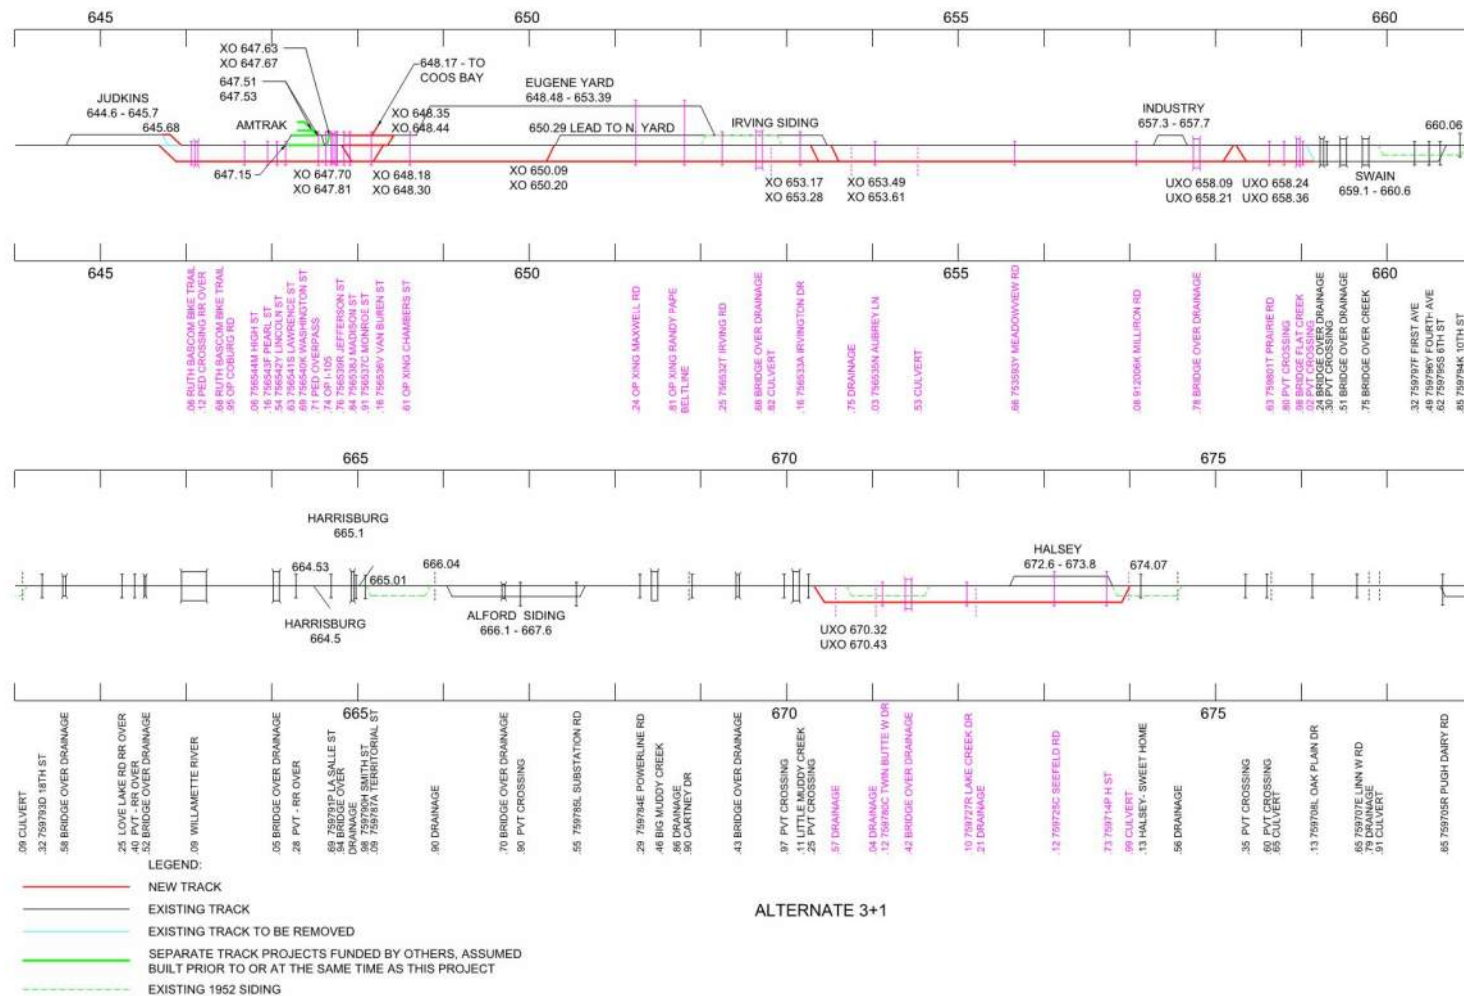 645
650
655
660
XO 647.63
XO 647.67
647.51
647.53
648.17 - TO
COOS BAY
JUDKINS
644.6 - 645.7
645.68
AMTRAK
XO 648.35
XO 648.44
EUGENE YARD
648.48 - 653.39
650.29 LEAD TO N. YARD
IRVING SIDING
INDUSTRY
657.3 - 657.7
660.06
647.15
XO 647.70
XO 647.81
XO 648.18
XO 648.30
XO 650.09
XO 650.20
XO 653.17
XO 653.28
XO 653.49
XO 653.61
UXO 658.09
UXO 658.21
UXO 658.24
UXO 658.36
SWAIN
659.1 - 660.6
645
650
655
660
.06 RUTH BASCOM BIKE TRAIL
.12 PED CROSSING RR OVER
.68 RUTH BASCOM BIKE TRAIL
.95 OP COBURG RD
.06 756544M HIGH ST
.16 756543F PEARL ST
.54 756542Y LINCOLN ST
.63 756541S LAWRENCE ST
.69 756540K WASHINGTON ST
.71 PED OVERPASS
.74 OP I-105
.76 756539R JEFFERSON ST
.84 756538J MADISON ST
.91 756537C MONROE ST
.16 756536V VAN BUREN ST
.61 OP XING CHAMBERS ST
.24 OP XING MAXWELL RD
.81 OP XING RANDY PAPE
BELTLINE
.25 756532T IRVING RD
.68 BRIDGE OVER DRAINAGE
.82 CULVERT
.16 756533A IRVINGTON DR
.75 DRAINAGE
.03 756535N AUBREY LN
.53 CULVERT
.66 753593Y MEADOWVIEW RD
.08 912006K MILLIRON RD
.78 BRIDGE OVER DRAINAGE
.63 759801T PRAIRIE RD
.80 PVT CROSSING
.98 BRIDGE FLAT CREEK
.02 PVT CROSSING
.24 BRIDGE OVER DRAINAGE
.30 PVT CROSSING
.51 BRIDGE OVER DRAINAGE
.75 BRIDGE OVER CREEK
.32 759797F FIRST AVE
.49 759796Y FOURTH AVE
.62 759795S 6TH ST
.85 759794K 10TH ST
665
670
675
HARRISBURG
665.1
664.53
665.01
666.04
HARRISBURG
664.5
ALFORD SIDING
666.1 - 667.6
UXO 670.32
UXO 670.43
HALSEY
672.6 - 673.8
674.07
665
670
675
.09 CULVERT
.32 759793D 18TH ST
.58 BRIDGE OVER DRAINAGE
.25 LOVE LAKE RD RR OVER
.40 PVT - RR OVER
.52 BRIDGE OVER DRAINAGE
.09 WILLAMETTE RIVER
.05 BRIDGE OVER DRAINAGE
.28 PVT - RR OVER
.69 759791P LA SALLE ST
.94 BRIDGE OVER
DRAINAGE
.98 759790H SMITH ST
.09 759787A TERRITORIAL ST
.90 DRAINAGE
.70 BRIDGE OVER DRAINAGE
.90 PVT CROSSING
.55 759785L SUBSTATION RD
.29 759784E POWERLINE RD
.46 BIG MUDDY CREEK
.86 DRAINAGE
.90 CARTNEY DR
.43 BRIDGE OVER DRAINAGE
.97 PVT CROSSING
.11 LITTLE MUDDY CREEK
.25 PVT CROSSING
.57 DRAINAGE
.04 DRAINAGE
.12 759780C TWIN BUTTE W DR
.42 BRIDGE OVER DRAINAGE
.10 759727R LAKE CREEK DR
.21 DRAINAGE
.12 759725C SEEFELD RD
.73 759714P H ST
.99 CULVERT
.13 HALSEY- SWEET HOME
.56 DRAINAGE
.35 PVT CROSSING
.60 PVT CROSSING
.65 CULVERT
.13 759708L OAK PLAIN DR
.65 759707E LINN W RD
.79 DRAINAGE
.91 CULVERT
.65 759705R PUGH DAIRY RD
LEGEND:
NEW TRACK
EXISTING TRACK
EXISTING TRACK TO BE REMOVED
SEPARATE TRACK PROJECTS FUNDED BY OTHERS, ASSUMED
BUILT PRIOR TO OR AT THE SAME TIME AS THIS PROJECT
EXISTING 1952 SIDING
ALTERNATE 3+1